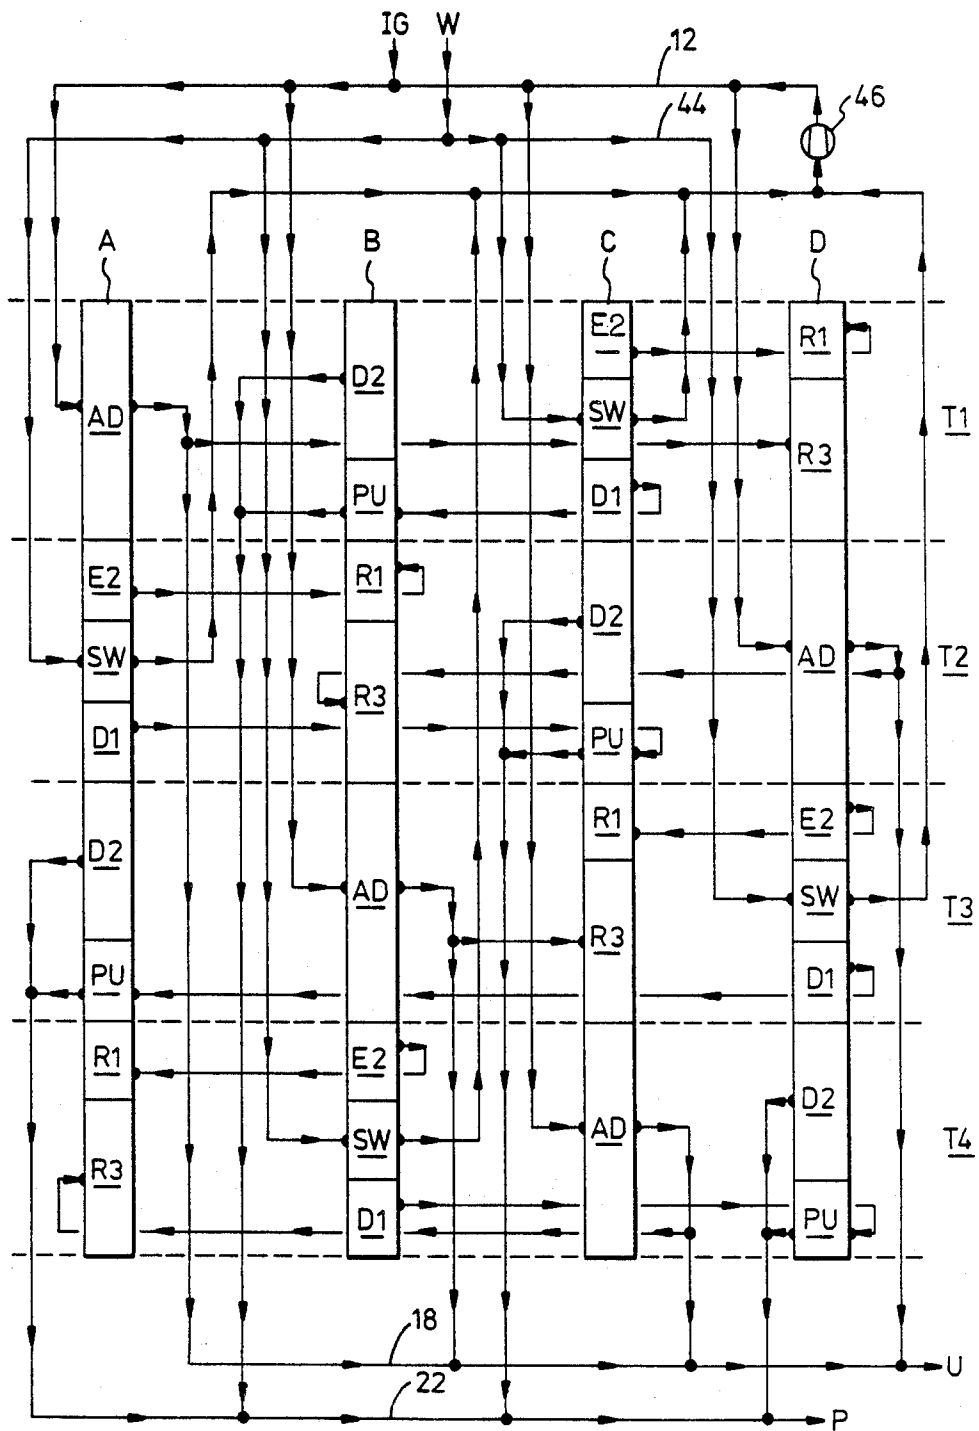 IG W
12
44
46
A B C D
E2 R1
D2
AD SW T1
R3
PU D1
E2 R1
D2
SW AD T2
R3
D1 PU
R1 E2
D2
AD SW T3
R3
PU D1
R1 E2
D2
AD
SW T4
R3
D1 PU
18
U
22
P